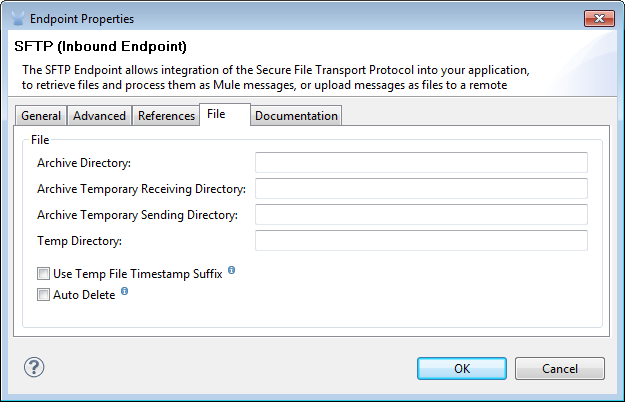 Endpoint Properties
SFTP (Inbound Endpoint)
The SFTP Endpoint allows integration of the Secure File Transport Protocol into your application,
to retrieve files and process them as Mule messages, or upload messages as files to a remote
General Advanced References File Documentation
File
Archive Directory:
Archive Temporary Receiving Directory:
Archive Temporary Sending Directory:
Temp Directory:
Use Temp File Timestamp Suffix
Auto Delete
OK Cancel